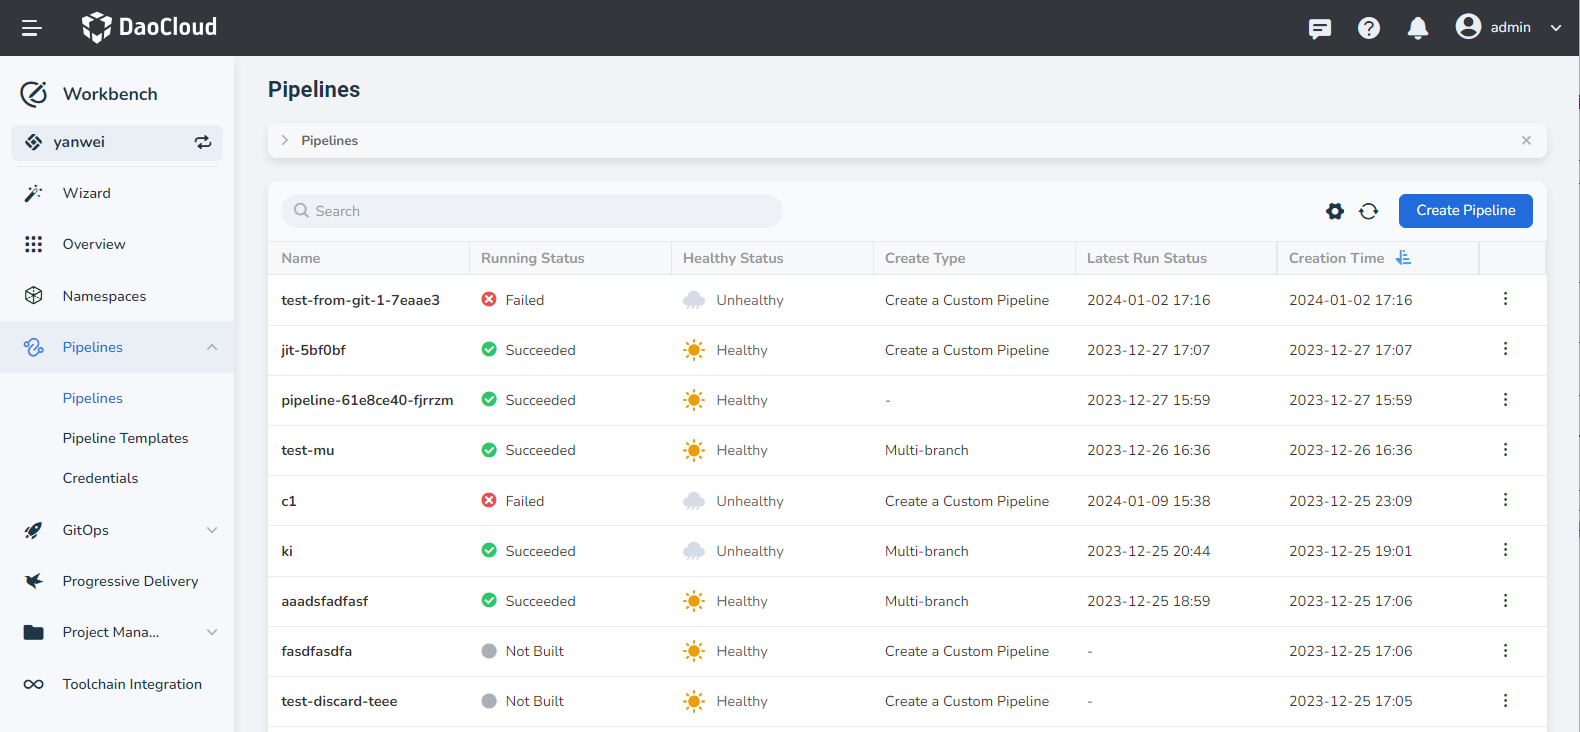 DaoCloud
admin
Workbench
yanwei
Wizard
Overview
Namespaces
Pipelines
Pipelines
Pipeline Templates
Credentials
GitOps
Progressive Delivery
Project Mana...
Toolchain Integration
Pipelines
Pipelines
Search
Create Pipeline
Name Running Status Healthy Status Create Type Latest Run Status Creation Time
test-from-git-1-7eaae3 Failed Unhealthy Create a Custom Pipeline 2024-01-02 17:16 2024-01-02 17:16
jit-5bf0bf Succeeded Healthy Create a Custom Pipeline 2023-12-27 17:07 2023-12-27 17:07
pipeline-61e8ce40-fjrrzm Succeeded Healthy - 2023-12-27 15:59 2023-12-27 15:59
test-mu Succeeded Healthy Multi-branch 2023-12-26 16:36 2023-12-26 16:36
c1 Failed Unhealthy Create a Custom Pipeline 2024-01-09 15:38 2023-12-25 23:09
ki Succeeded Unhealthy Multi-branch 2023-12-25 20:44 2023-12-25 19:01
aaadsfadfasf Succeeded Healthy Multi-branch 2023-12-25 18:59 2023-12-25 17:06
fasdfasdfa Not Built Healthy Create a Custom Pipeline - 2023-12-25 17:06
test-discard-teee Not Built Healthy Create a Custom Pipeline - 2023-12-25 17:05